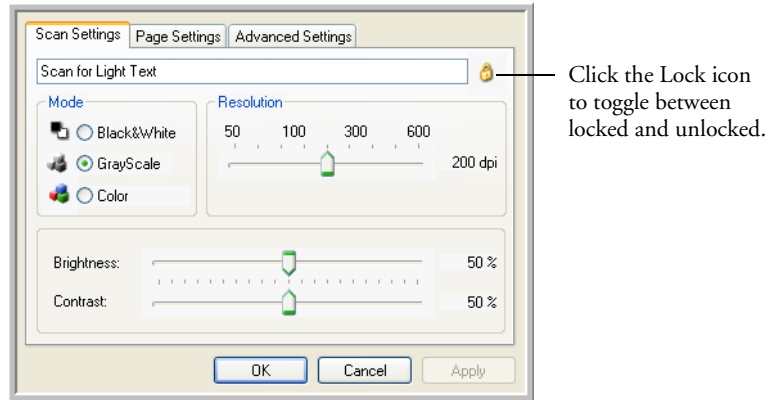 Scan Settings Page Settings Advanced Settings
Scan for Light Text
Click the Lock icon
to toggle between
locked and unlocked.
Mode
Black&White
GrayScale
Color
Resolution
50 100 300 600
200 dpi
Brightness: 50 %
Contrast: 50 %
OK Cancel Apply